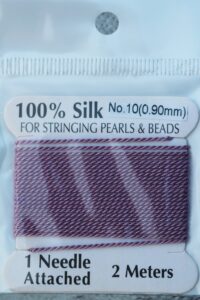 100% Silk No.10(0.90mm)
FOR STRINGING PEARLS & BEADS
1 Needle
Attached 2 Meters